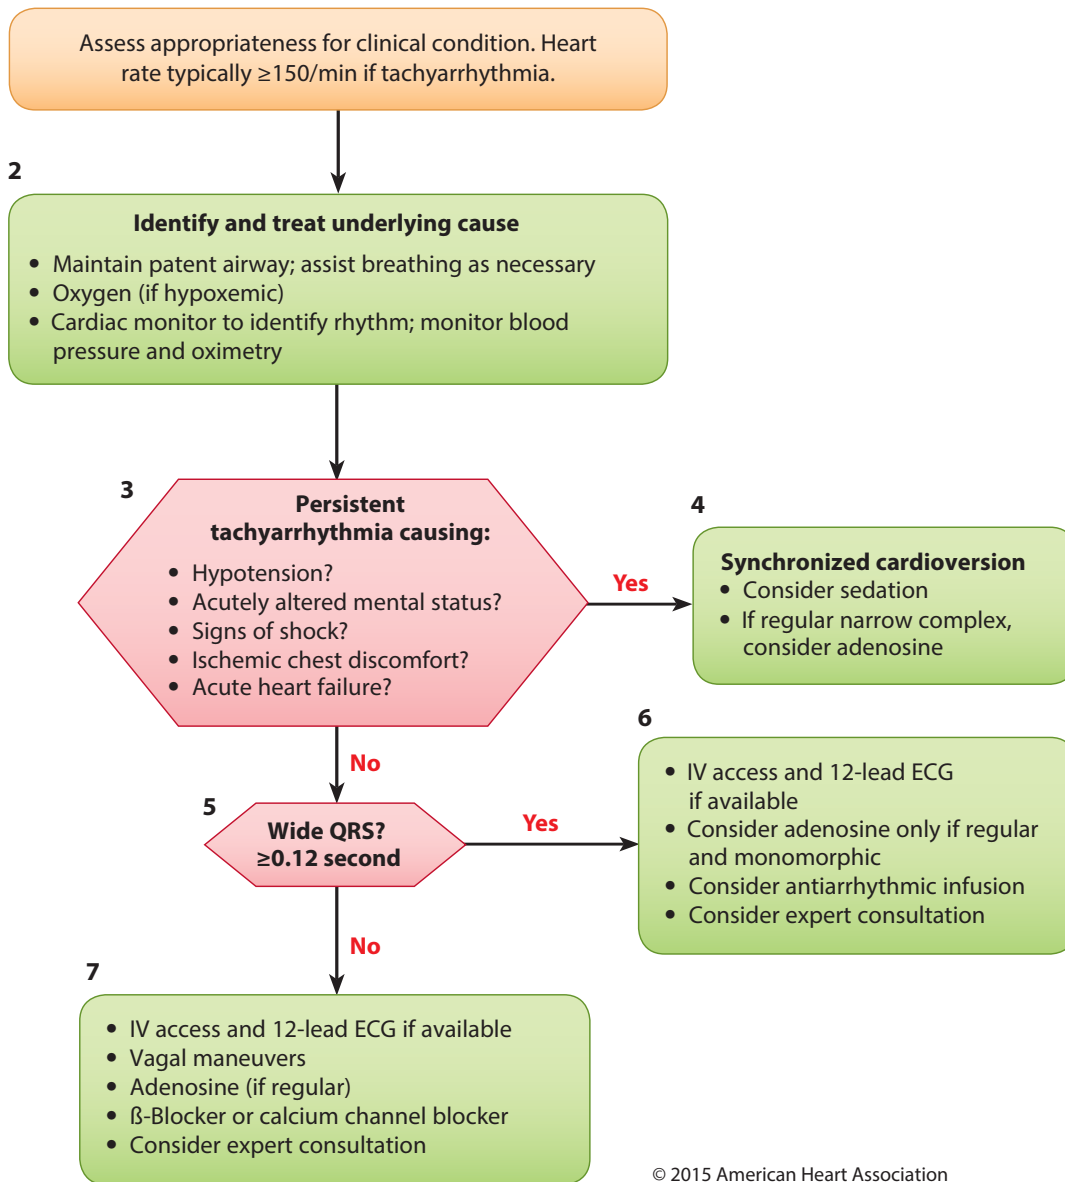 Assess appropriateness for clinical condition. Heart
rate typically ≥150/min if tachyarrhythmia.
2
Identify and treat underlying cause
• Maintain patent airway; assist breathing as necessary
• Oxygen (if hypoxemic)
• Cardiac monitor to identify rhythm; monitor blood
pressure and oximetry
3
Persistent
tachyarrhythmia causing:
• Hypotension?
• Acutely altered mental status?
• Signs of shock?
• Ischemic chest discomfort?
• Acute heart failure?
Yes
4
Synchronized cardioversion
• Consider sedation
• If regular narrow complex,
consider adenosine
No
5
Wide QRS?
≥0.12 second
Yes
6
• IV access and 12-lead ECG
if available
• Consider adenosine only if regular
and monomorphic
• Consider antiarrhythmic infusion
• Consider expert consultation
No
7
• IV access and 12-lead ECG if available
• Vagal maneuvers
• Adenosine (if regular)
• ß-Blocker or calcium channel blocker
• Consider expert consultation
© 2015 American Heart Association